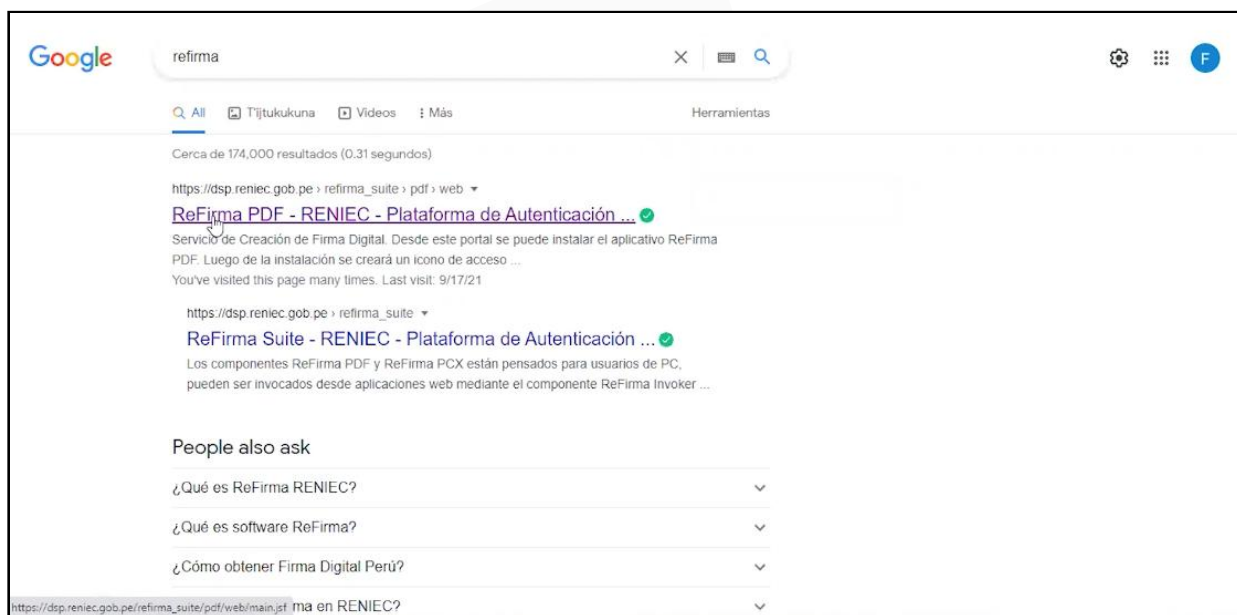 Google
refirma
F
All T'ijtukukuna Videos Más Herramientas
Cerca de 174,000 resultados (0.31 segundos)
https://dsp.reniec.gob.pe › refirma_suite › pdf › web
ReFirma PDF - RENIEC - Plataforma de Autenticación ...
Servicio de Creación de Firma Digital. Desde este portal se puede instalar el aplicativo ReFirma
PDF. Luego de la instalación se creará un icono de acceso ...
You've visited this page many times. Last visit: 9/17/21
https://dsp.reniec.gob.pe › refirma_suite
ReFirma Suite - RENIEC - Plataforma de Autenticación ...
Los componentes ReFirma PDF y ReFirma PCX están pensados para usuarios de PC,
pueden ser invocados desde aplicaciones web mediante el componente ReFirma Invoker ...
People also ask
¿Qué es ReFirma RENIEC?
¿Qué es software ReFirma?
¿Cómo obtener Firma Digital Perú?
https://dsp.reniec.gob.pe/refirma_suite/pdf/web/main.jsf ma en RENIEC?